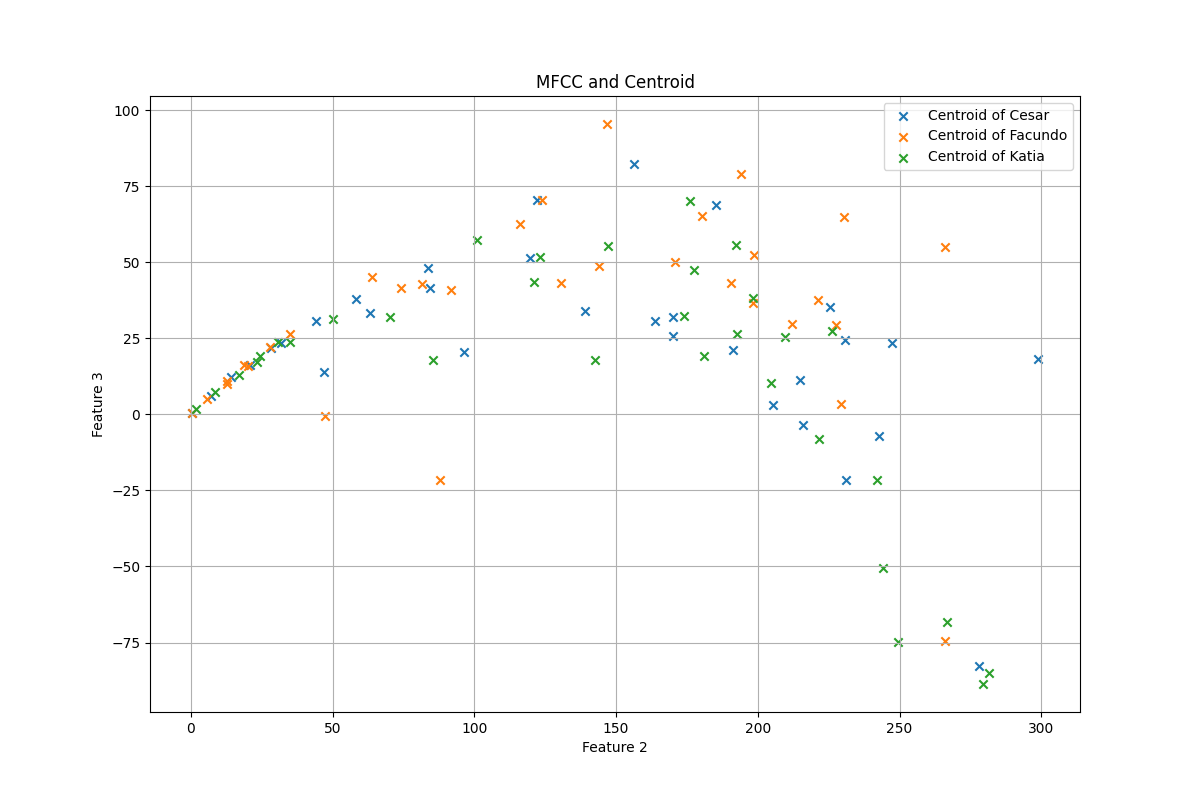 MFCC and Centroid
Centroid of Cesar
Centroid of Facundo
Centroid of Katia
100
75
50
25
0
−25
−50
−75
Feature 3
0
50
100
150
200
250
300
Feature 2